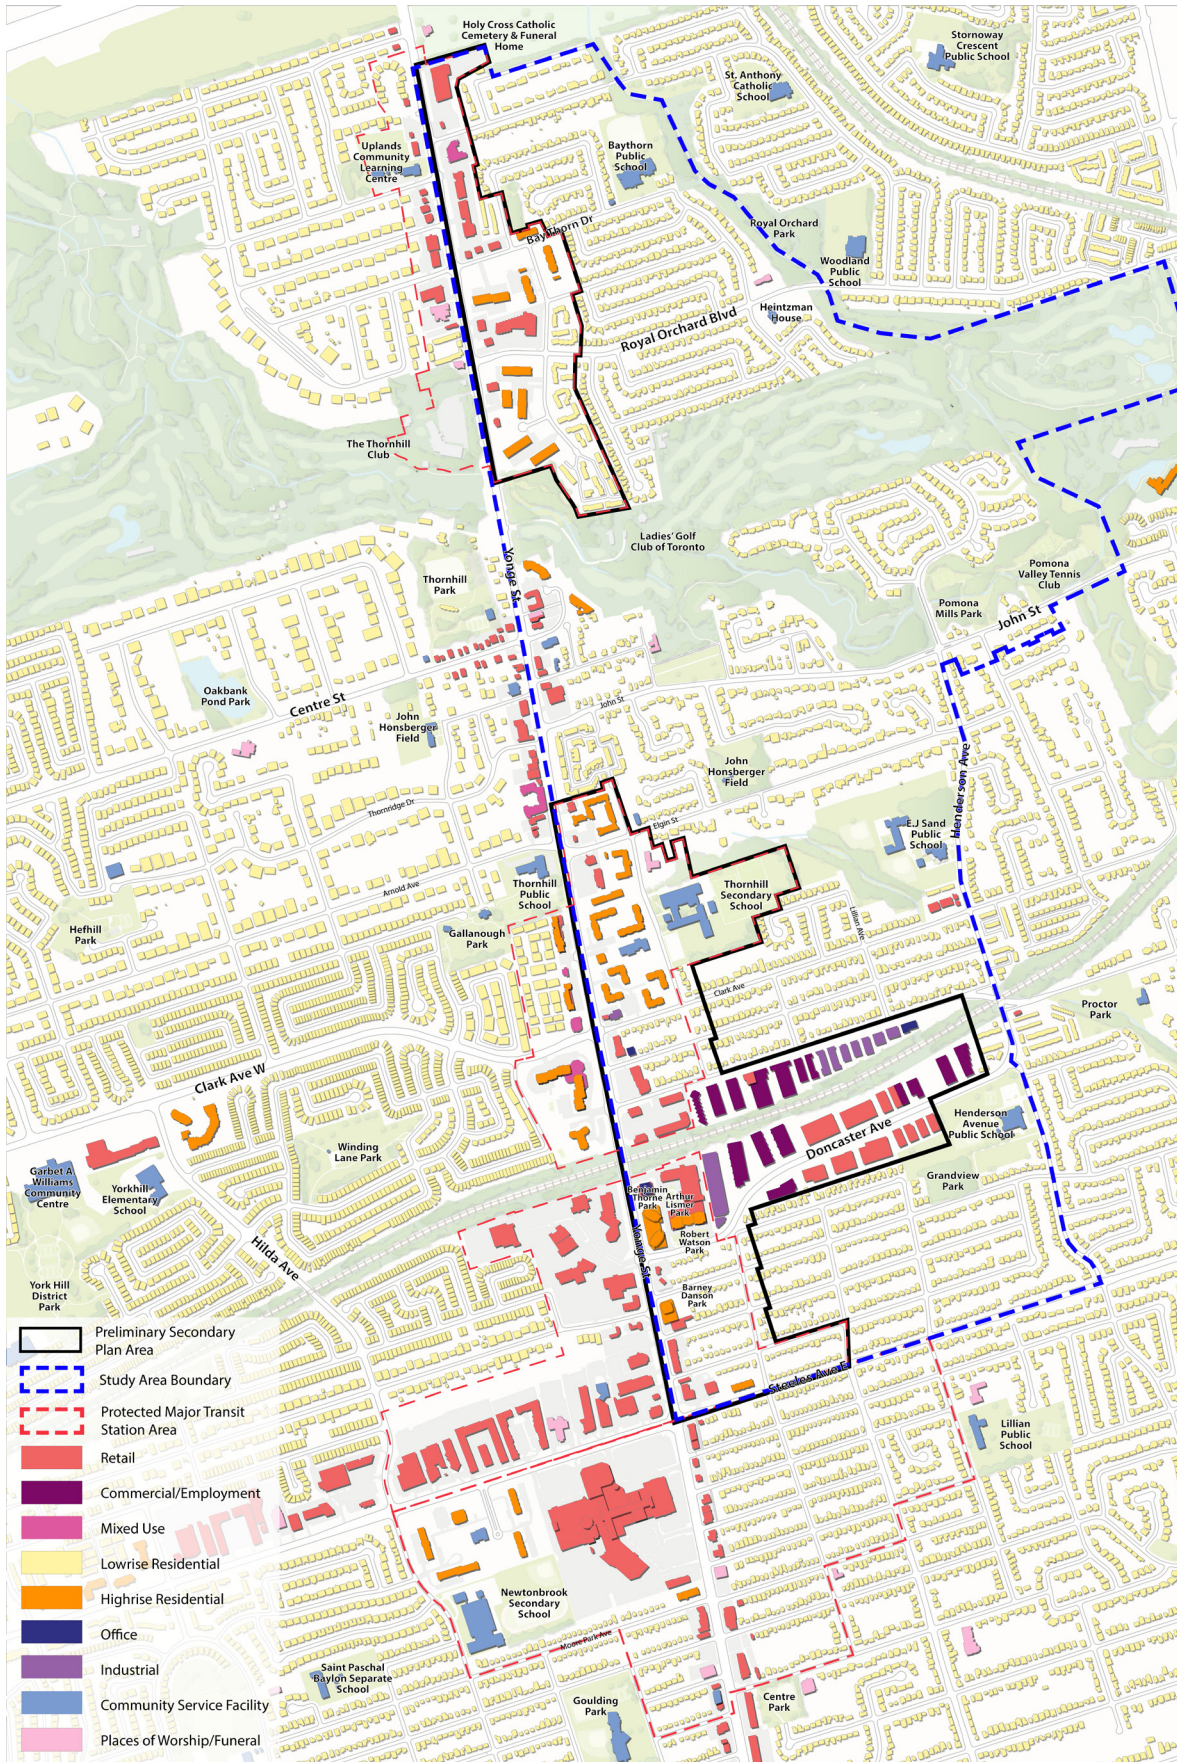 Holy Cross Catholic
Cemetery & Funeral
Home
Stornoway
Crescent
Public School
St. Anthony
Catholic
School
Uplands
Community
Learning
Centre
Baythorn
Public
School
Bay Thorn Dr
Royal Orchard
Park
Woodland
Public
School
Heintzman
House
Royal Orchard Blvd
The Thornhill
Club
Ladies' Golf
Club of Toronto
Yonge St
Thornhill
Park
Pomona
Valley Tennis
Club
Pomona
Mills Park
John St
Oakbank
Pond Park
Centre St
John
Honsberger
Field
John St
John
Honsberger
Field
Henderson Ave
Thornridge Dr
Elgin St
E.J Sand
Public
School
Arnold Ave
Thornhill
Public
School
Thornhill
Secondary
School
Lillian Ave
Hefhill
Park
Gallanough
Park
Clark Ave
Proctor
Park
Clark Ave W
Doncaster Ave
Henderson
Avenue
Public School
Winding
Lane Park
Garbet A.
Williams
Community
Centre
Yorkhill
Elementary
School
Grandview
Park
Benjamin
Thorne
Park
Arthur
Lismer
Park
Robert
Watson
Park
Yonge St
Hilda Ave
York Hill
District
Park
Barney
Danson
Park
Steeles Ave E
Lillian
Public
School
Newtonbrook
Secondary
School
Moore Park Ave
Saint Paschal
Baylon Separate
School
Goulding
Park
Centre
Park
Preliminary Secondary
Plan Area
Study Area Boundary
Protected Major Transit
Station Area
Retail
Commercial/Employment
Mixed Use
Lowrise Residential
Highrise Residential
Office
Industrial
Community Service Facility
Places of Worship/Funeral